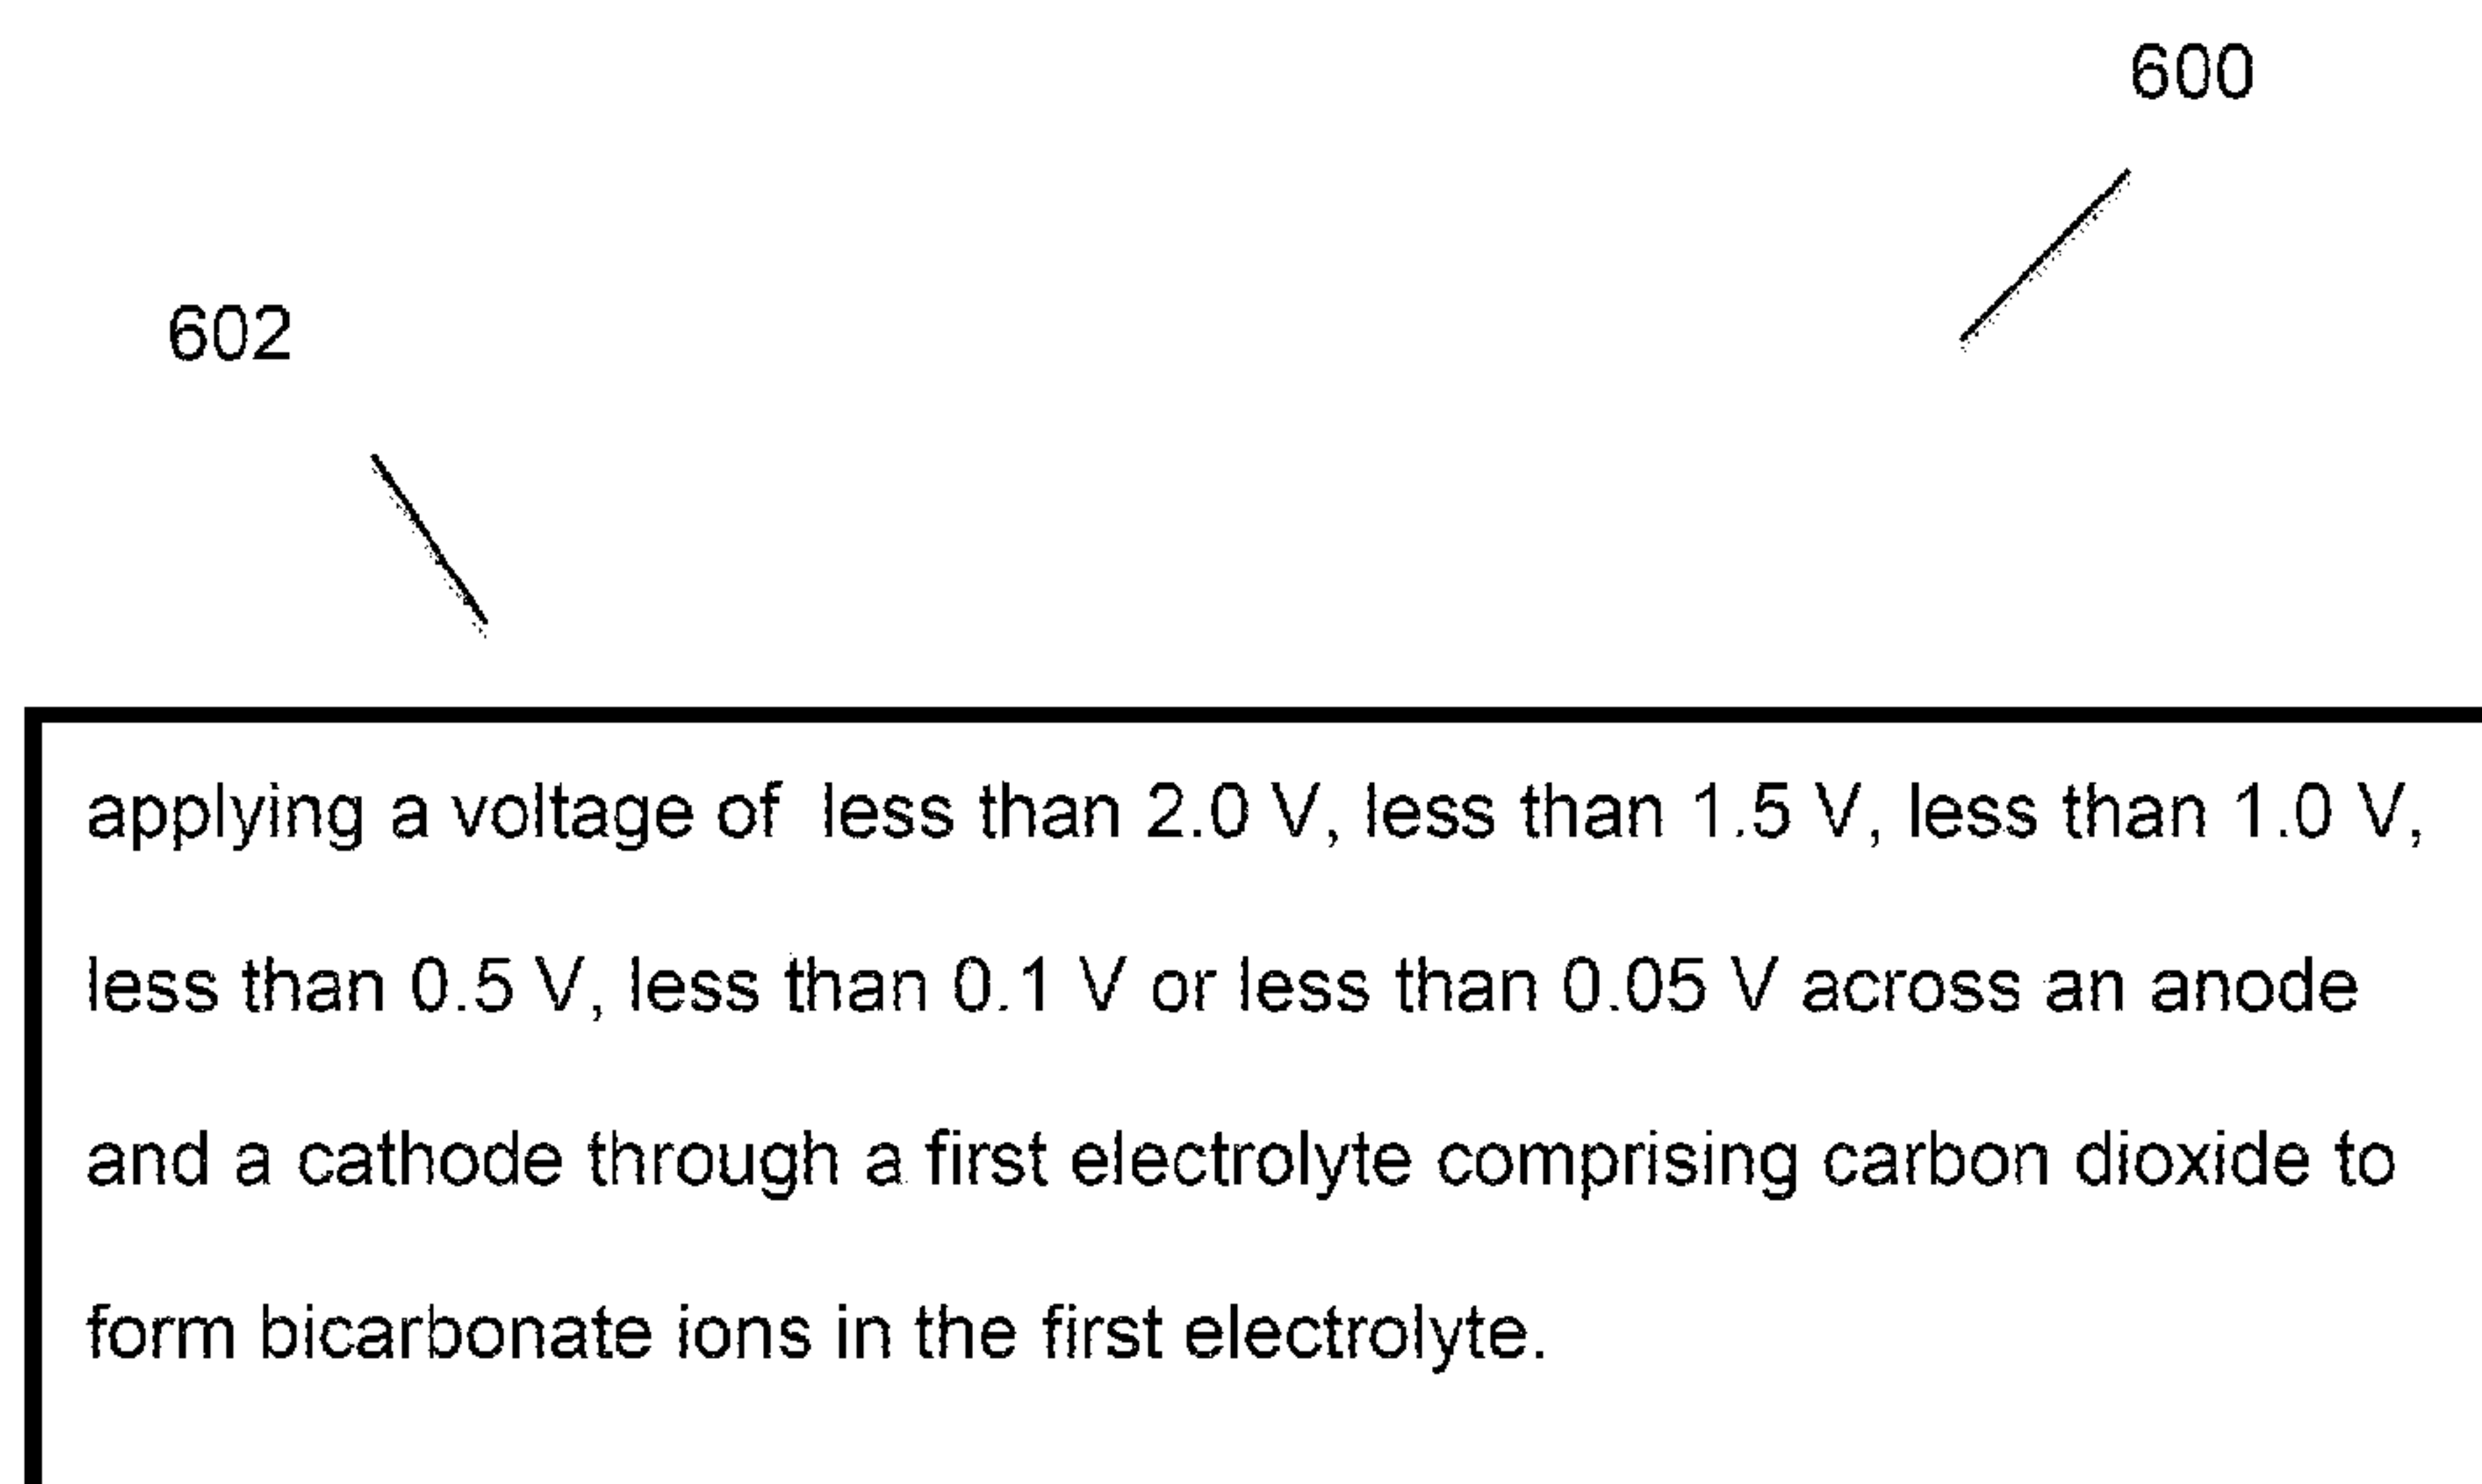 600
602
applying a voltage of less than 2.0 V, less than 1.5 V, less than 1.0 V,
less than 0.5 V, less than 0.1 V or less than 0.05 V across an anode
and a cathode through a first electrolyte comprising carbon dioxide to
form bicarbonate ions in the first electrolyte.